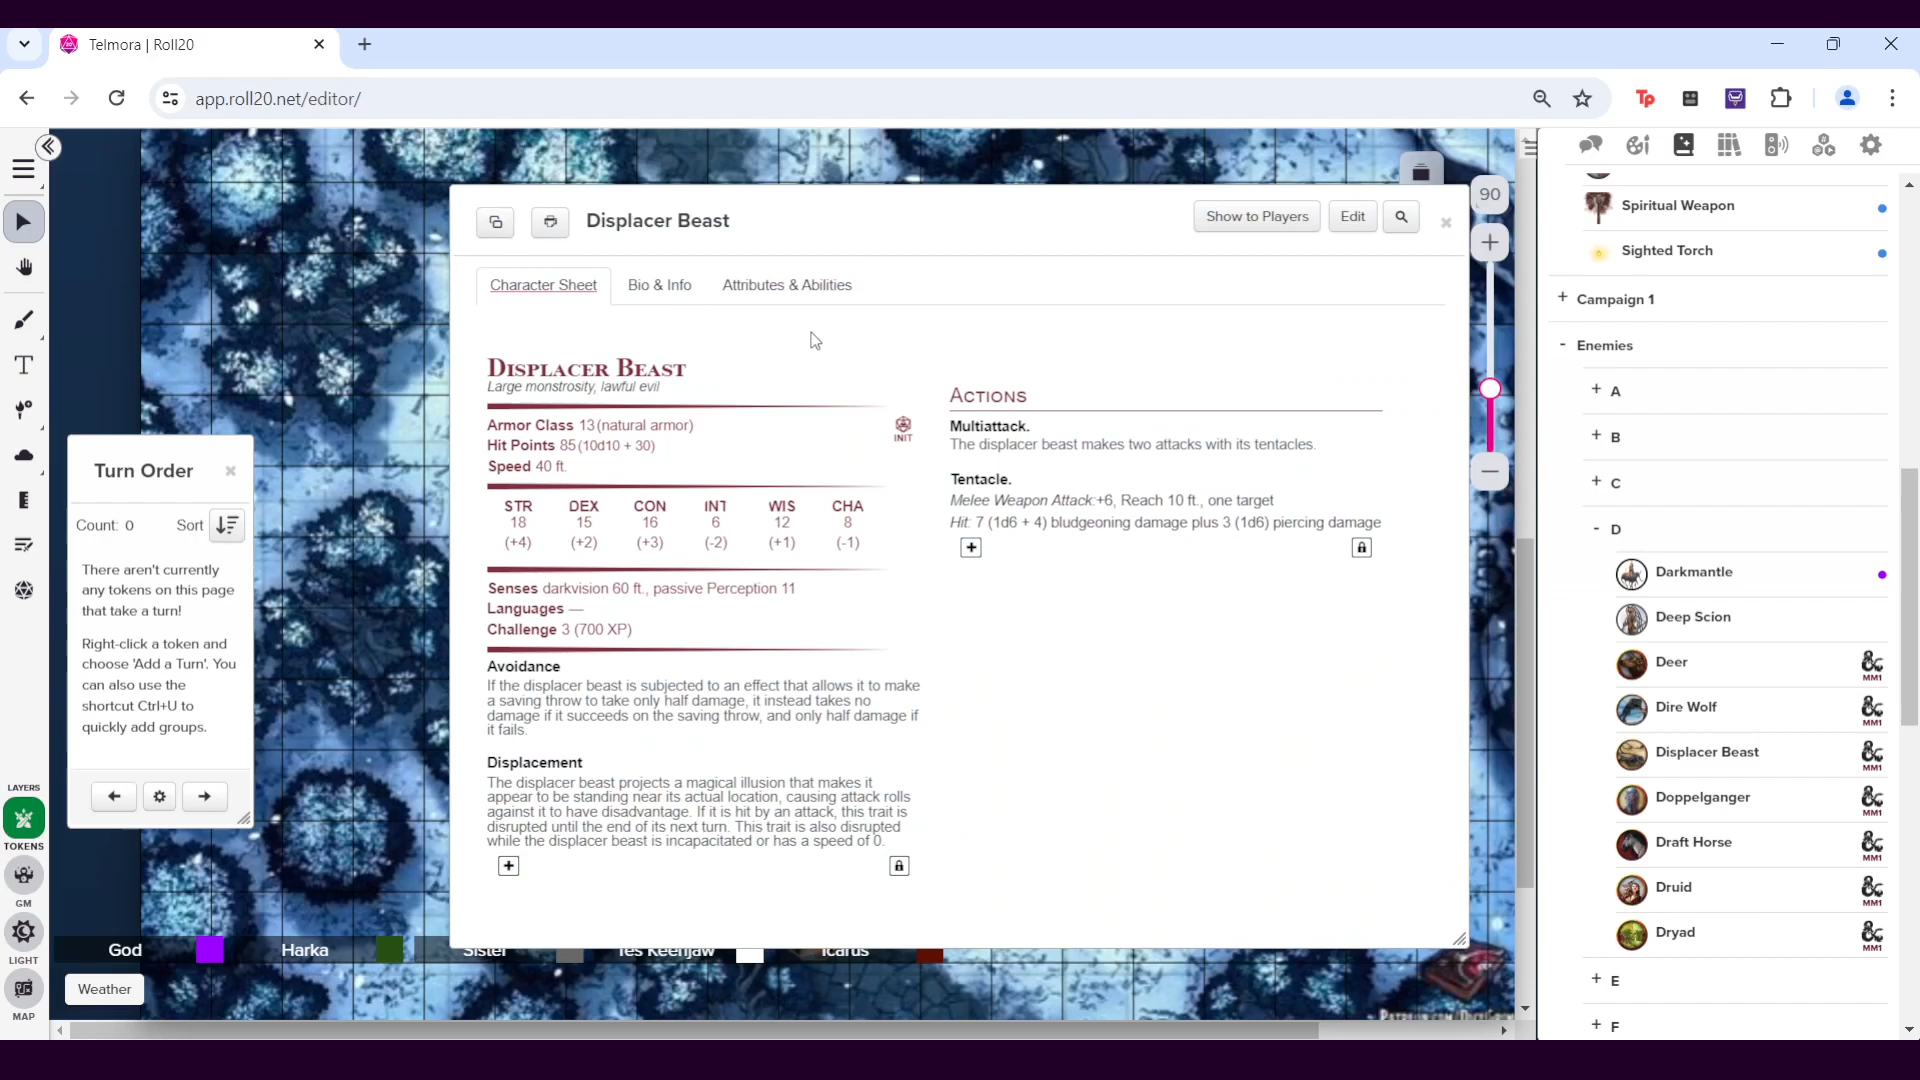 Telmora | Roll20
app.roll20.net/editor/
90
Displacer Beast
Show to Players
Edit
Character Sheet
Bio & Info
Attributes & Abilities
DISPLACER BEAST
Large monstrosity, lawful evil
Armor Class 13 (natural armor)
INIT
Hit Points 85 (10d10 + 30)
Speed 40 ft.
STR DEX CON INT WIS CHA
18 15 16 6 12 8
(+4) (+2) (+3) (-2) (+1) (-1)
Senses darkvision 60 ft., passive Perception 11
Languages —
Challenge 3 (700 XP)
Avoidance
If the displacer beast is subjected to an effect that allows it to make
a saving throw to take only half damage, it instead takes no
damage if it succeeds on the saving throw, and only half damage if
it fails.
Displacement
The displacer beast projects a magical illusion that makes it
appear to be standing near its actual location, causing attack rolls
against it to have disadvantage. If it is hit by an attack, this trait is
disrupted until the end of its next turn. This trait is also disrupted
while the displacer beast is incapacitated or has a speed of 0.
ACTIONS
Multiattack.
The displacer beast makes two attacks with its tentacles.
Tentacle.
Melee Weapon Attack:+6, Reach 10 ft., one target
Hit: 7 (1d6 + 4) bludgeoning damage plus 3 (1d6) piercing damage
Turn Order
Count: 0
Sort
There aren't currently
any tokens on this page
that take a turn!
Right-click a token and
choose 'Add a Turn'. You
can also use the
shortcut Ctrl+U to
quickly add groups.
LAYERS
TOKENS
GM
LIGHT
MAP
God
Harka
Sister
Tes Keenjaw
Icarus
Weather
Spiritual Weapon
Sighted Torch
+ Campaign 1
- Enemies
+ A
+ B
+ C
- D
Darkmantle
Deep Scion
Deer
MM1
Dire Wolf
MM1
Displacer Beast
MM1
Doppelganger
MM1
Draft Horse
MM1
Druid
MM1
Dryad
MM1
+ E
+ F